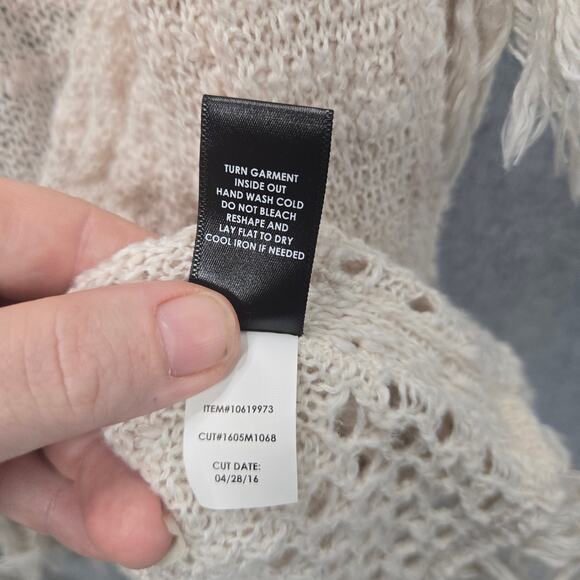 TURN GARMENT
INSIDE OUT
HAND WASH COLD
DO NOT BLEACH
RESHAPE AND
LAY FLAT TO DRY
COOL IRON IF NEEDED
ITEM#10619973
CUT#1605M1068
CUT DATE:
04/28/16